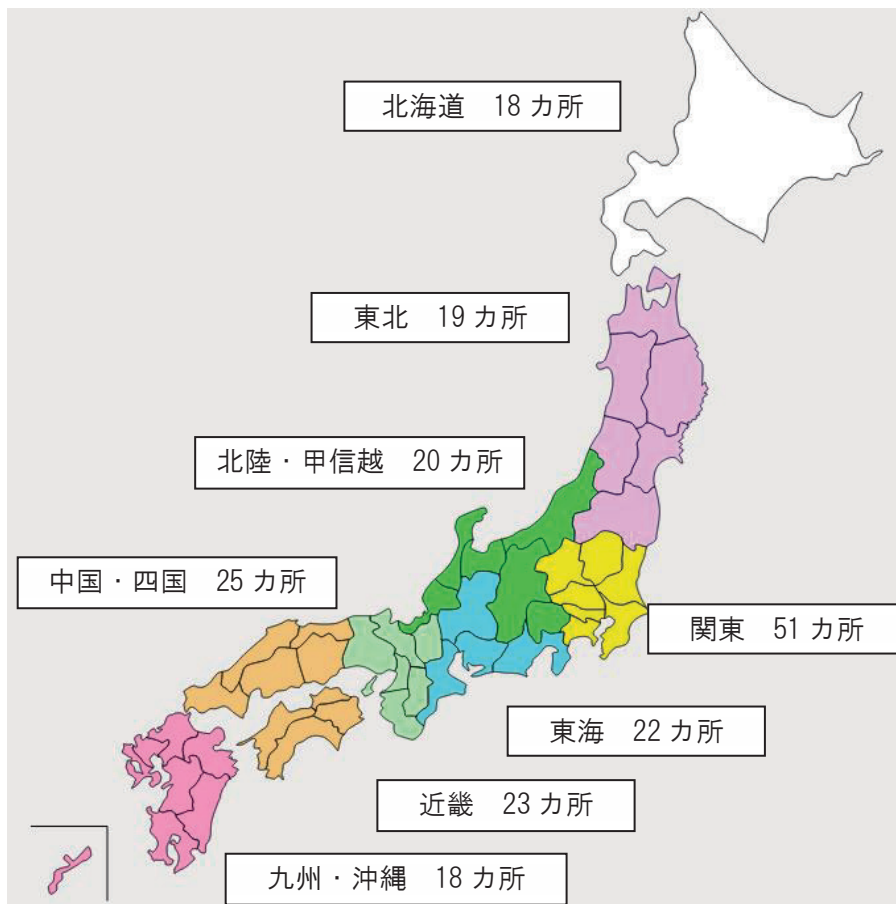 北海道　18 カ所
東北　19 カ所
北陸・甲信越　20 カ所
中国・四国　25 カ所
関東　51 カ所
東海　22 カ所
近畿　23 カ所
九州・沖縄　18 カ所